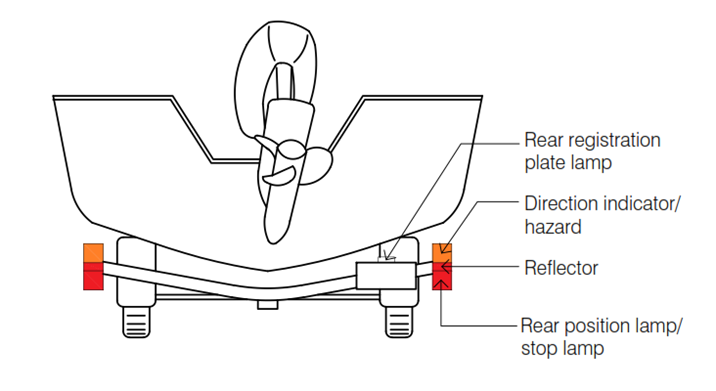 Rear registration
plate lamp
Direction indicator/
hazard
Reflector
Rear position lamp/
stop lamp